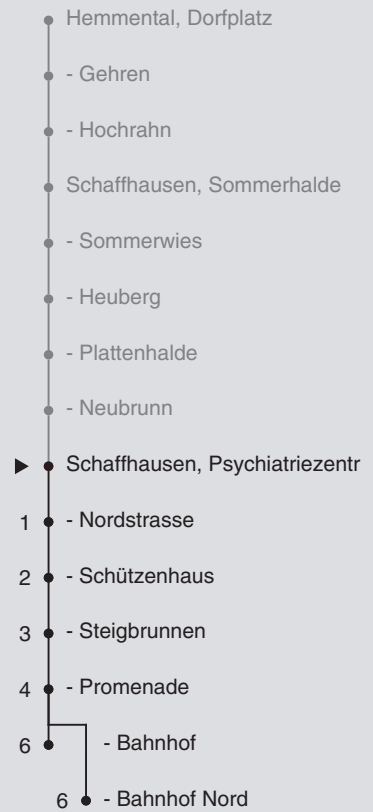 Hemmental, Dorfplatz
- Gehren
- Hochrahn
Schaffhausen, Sommerhalde
- Sommerwies
- Heuberg
- Plattenhalde
- Neubrunn
Schaffhausen, Psychiatriezentr
1 - Nordstrasse
2 - Schützenhaus
3 - Steigbrunnen
4 - Promenade
6 - Bahnhof
6 - Bahnhof Nord